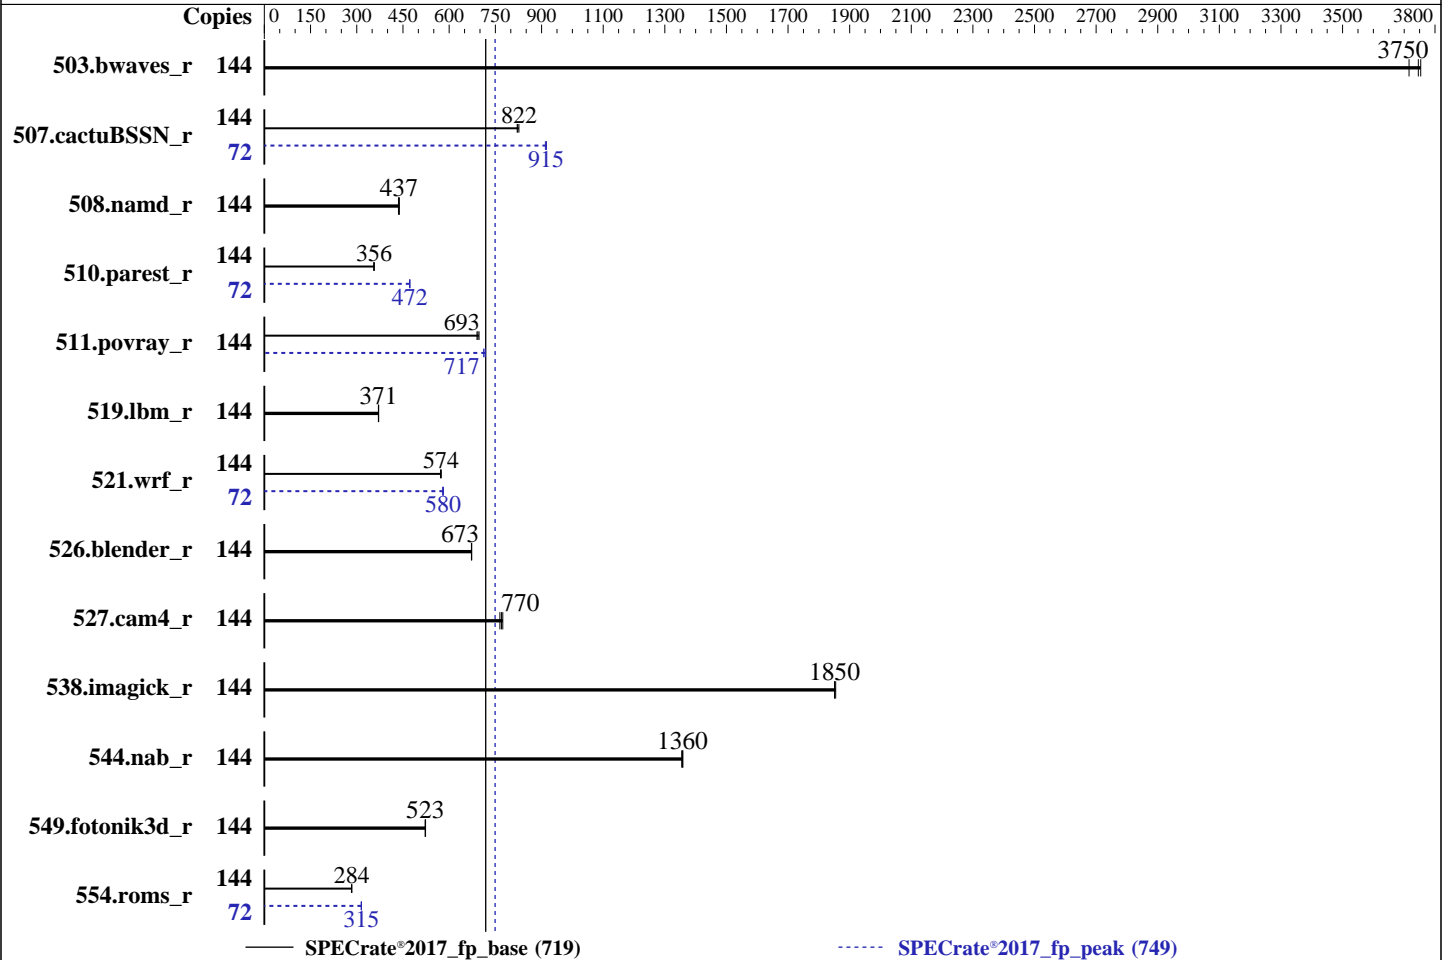 Copies 0 150 300 450 600 750 900 1100 1300 1500 1700 1900 2100 2300 2500 2700 2900 3100 3300 3500 3800
503.bwaves_r 144 3750
507.cactuBSSN_r 144 822
72 915
508.namd_r 144 437
510.parest_r 144 356
72 472
511.povray_r 144 693
717
519.lbm_r 144 371
521.wrf_r 144 574
72 580
526.blender_r 144 673
527.cam4_r 144 770
538.imagick_r 144 1850
544.nab_r 144 1360
549.fotonik3d_r 144 523
554.roms_r 144 284
72 315
SPECrate®2017_fp_base (719) SPECrate®2017_fp_peak (749)